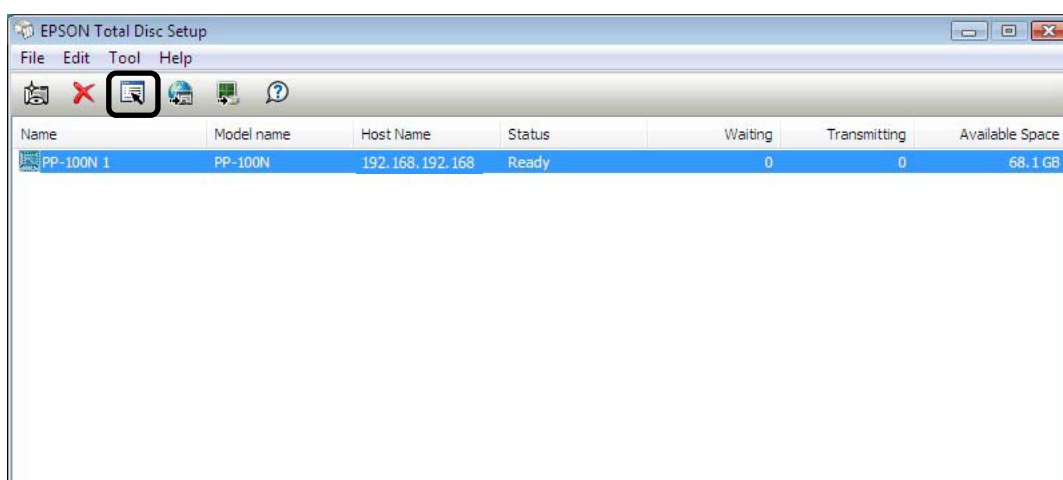 EPSON Total Disc Setup
File Edit Tool Help
Name Model name Host Name Status Waiting Transmitting Available Space
PP-100N 1 PP-100N 192.168.192.168 Ready 0 0 68.1 GB